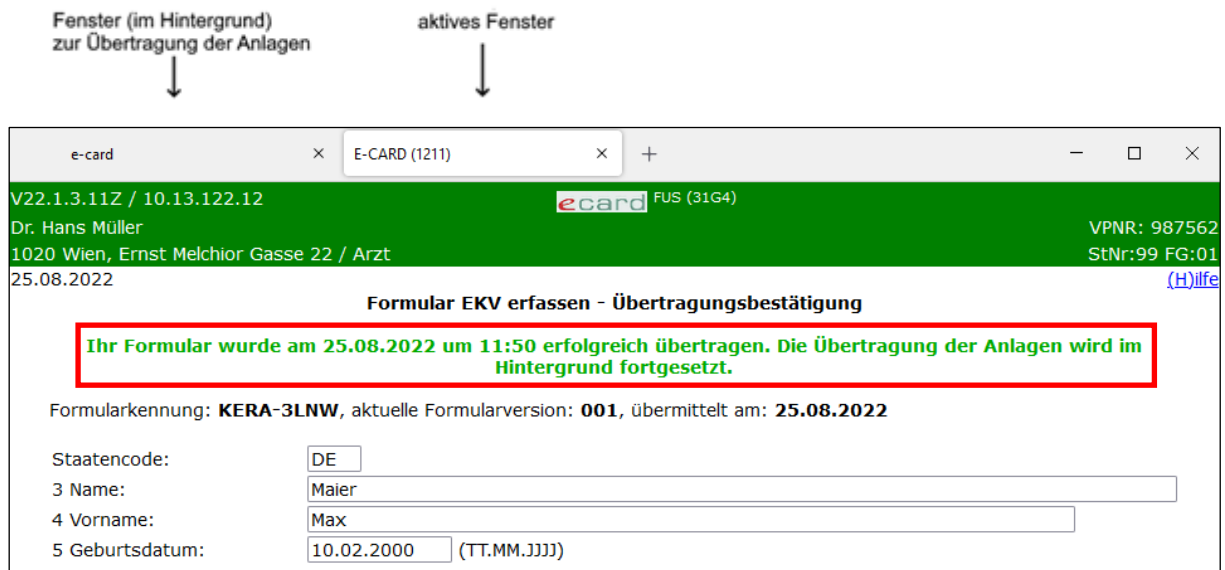 Fenster (im Hintergrund)
zur Übertragung der Anlagen
aktives Fenster
e-card
E-CARD (1211)
V22.1.3.11Z / 10.13.122.12
ecard FUS (31G4)
Dr. Hans Müller
VPNR: 987562
1020 Wien, Ernst Melchior Gasse 22 / Arzt
StNr:99 FG:01
25.08.2022
(H)ilfe
Formular EKV erfassen - Übertragungsbestätigung
Ihr Formular wurde am 25.08.2022 um 11:50 erfolgreich übertragen. Die Übertragung der Anlagen wird im
Hintergrund fortgesetzt.
Formularkennung: KERA-3LNW, aktuelle Formularversion: 001, übermittelt am: 25.08.2022
Staatencode: DE
3 Name: Maier
4 Vorname: Max
5 Geburtsdatum: 10.02.2000 (TT.MM.JJJJ)